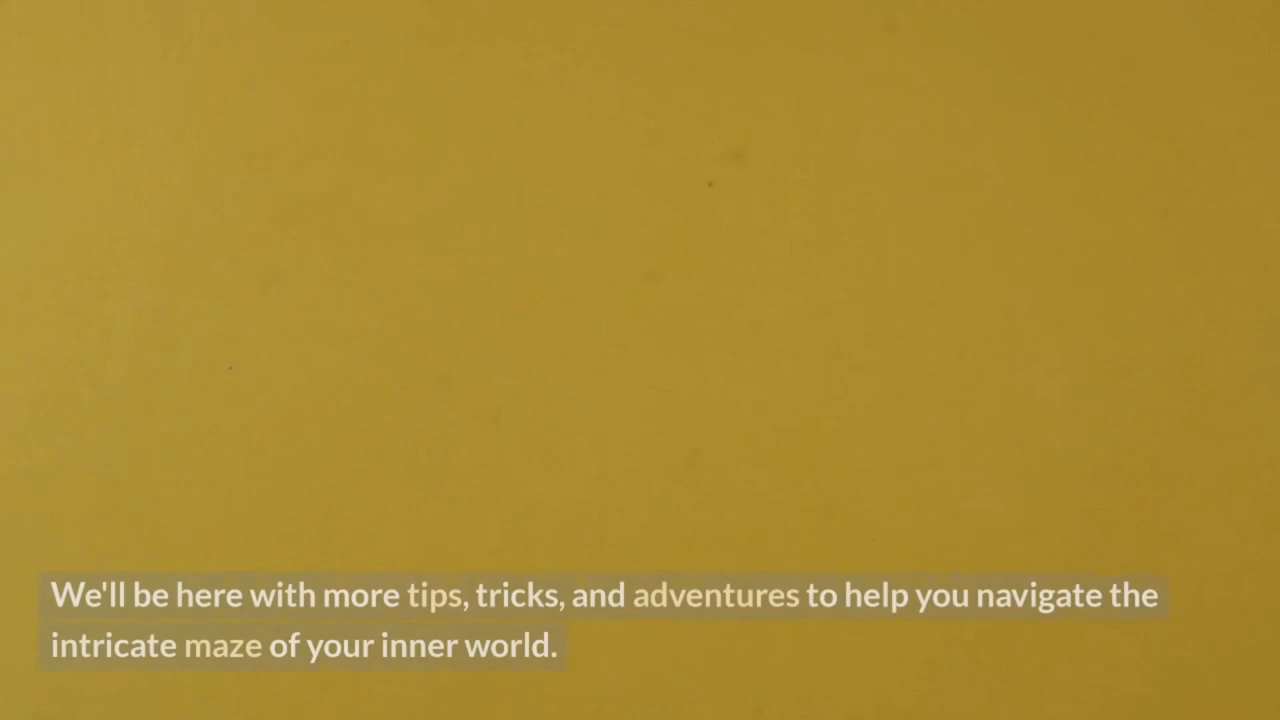 We'll be here with more tips, tricks, and adventures to help you navigate the
intricate maze of your inner world.